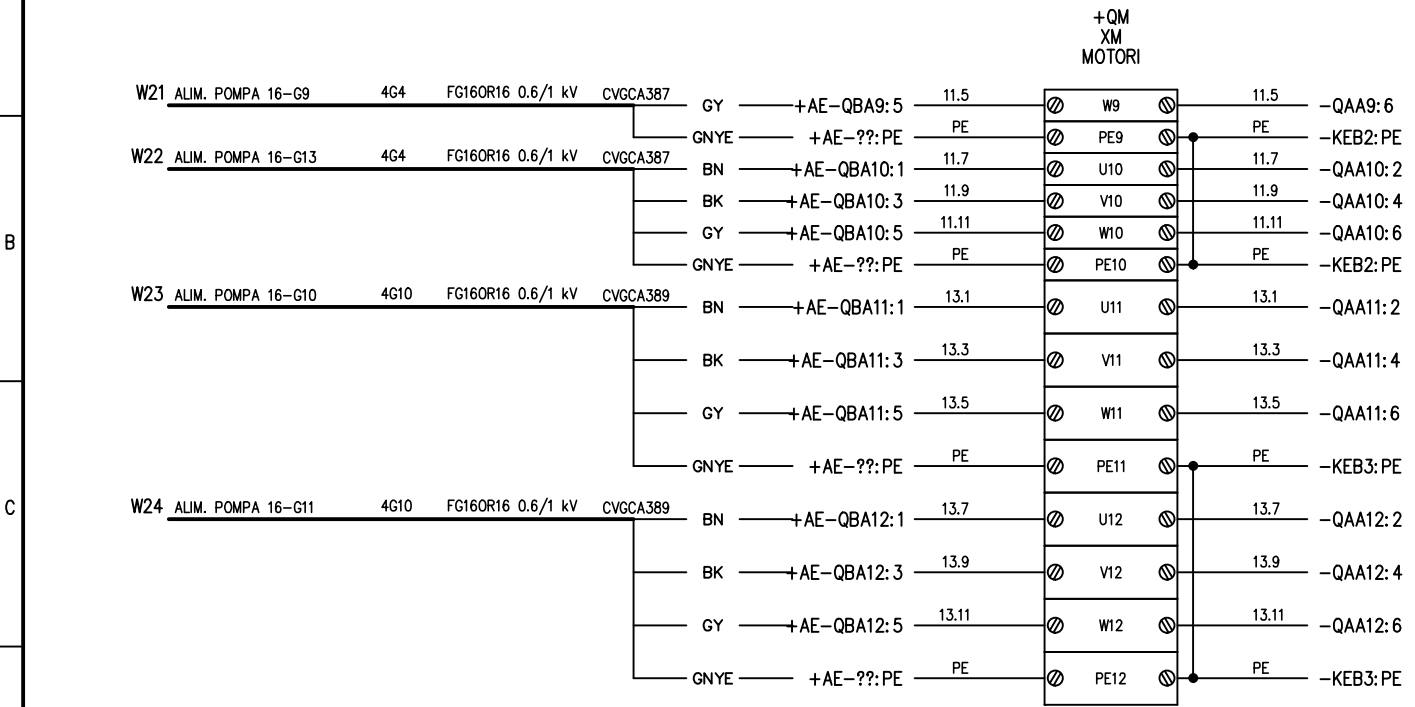 +QM
XM
MOTORI
W21 ALIM. POMPA 16-G9 4G4 FG16OR16 0.6/1 kV CVGCA387
GY +AE-QBA9:5 11.5 W9 11.5 -QAA9:6
GNYE +AE-??:PE PE PE9 PE -KEB2:PE
W22 ALIM. POMPA 16-G13 4G4 FG16OR16 0.6/1 kV CVGCA387
BN +AE-QBA10:1 11.7 U10 11.7 -QAA10:2
BK +AE-QBA10:3 11.9 V10 11.9 -QAA10:4
B
GY +AE-QBA10:5 11.11 W10 11.11 -QAA10:6
GNYE +AE-??:PE PE PE10 PE -KEB2:PE
W23 ALIM. POMPA 16-G10 4G10 FG16OR16 0.6/1 kV CVGCA389
BN +AE-QBA11:1 13.1 U11 13.1 -QAA11:2
BK +AE-QBA11:3 13.3 V11 13.3 -QAA11:4
GY +AE-QBA11:5 13.5 W11 13.5 -QAA11:6
GNYE +AE-??:PE PE PE11 PE -KEB3:PE
C
W24 ALIM. POMPA 16-G11 4G10 FG16OR16 0.6/1 kV CVGCA389
BN +AE-QBA12:1 13.7 U12 13.7 -QAA12:2
BK +AE-QBA12:3 13.9 V12 13.9 -QAA12:4
GY +AE-QBA12:5 13.11 W12 13.11 -QAA12:6
GNYE +AE-??:PE PE PE12 PE -KEB3:PE